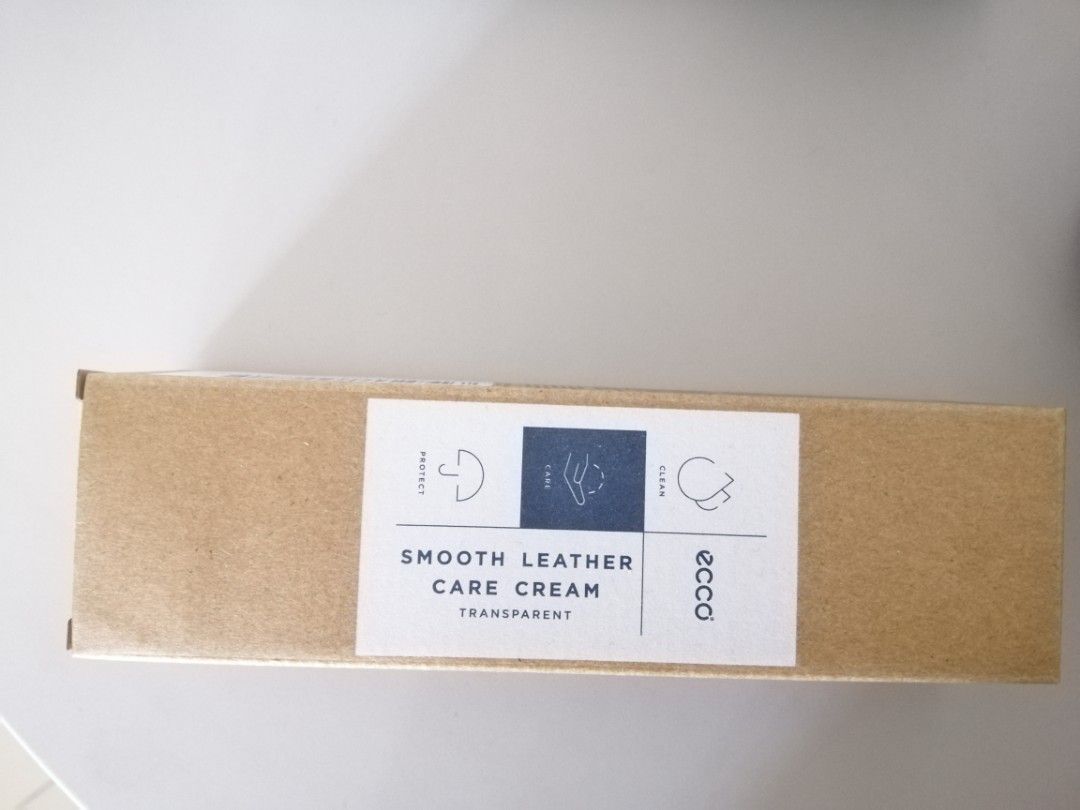 PROTECT
CARE
CLEAN
SMOOTH LEATHER
CARE CREAM
TRANSPARENT
ecco®